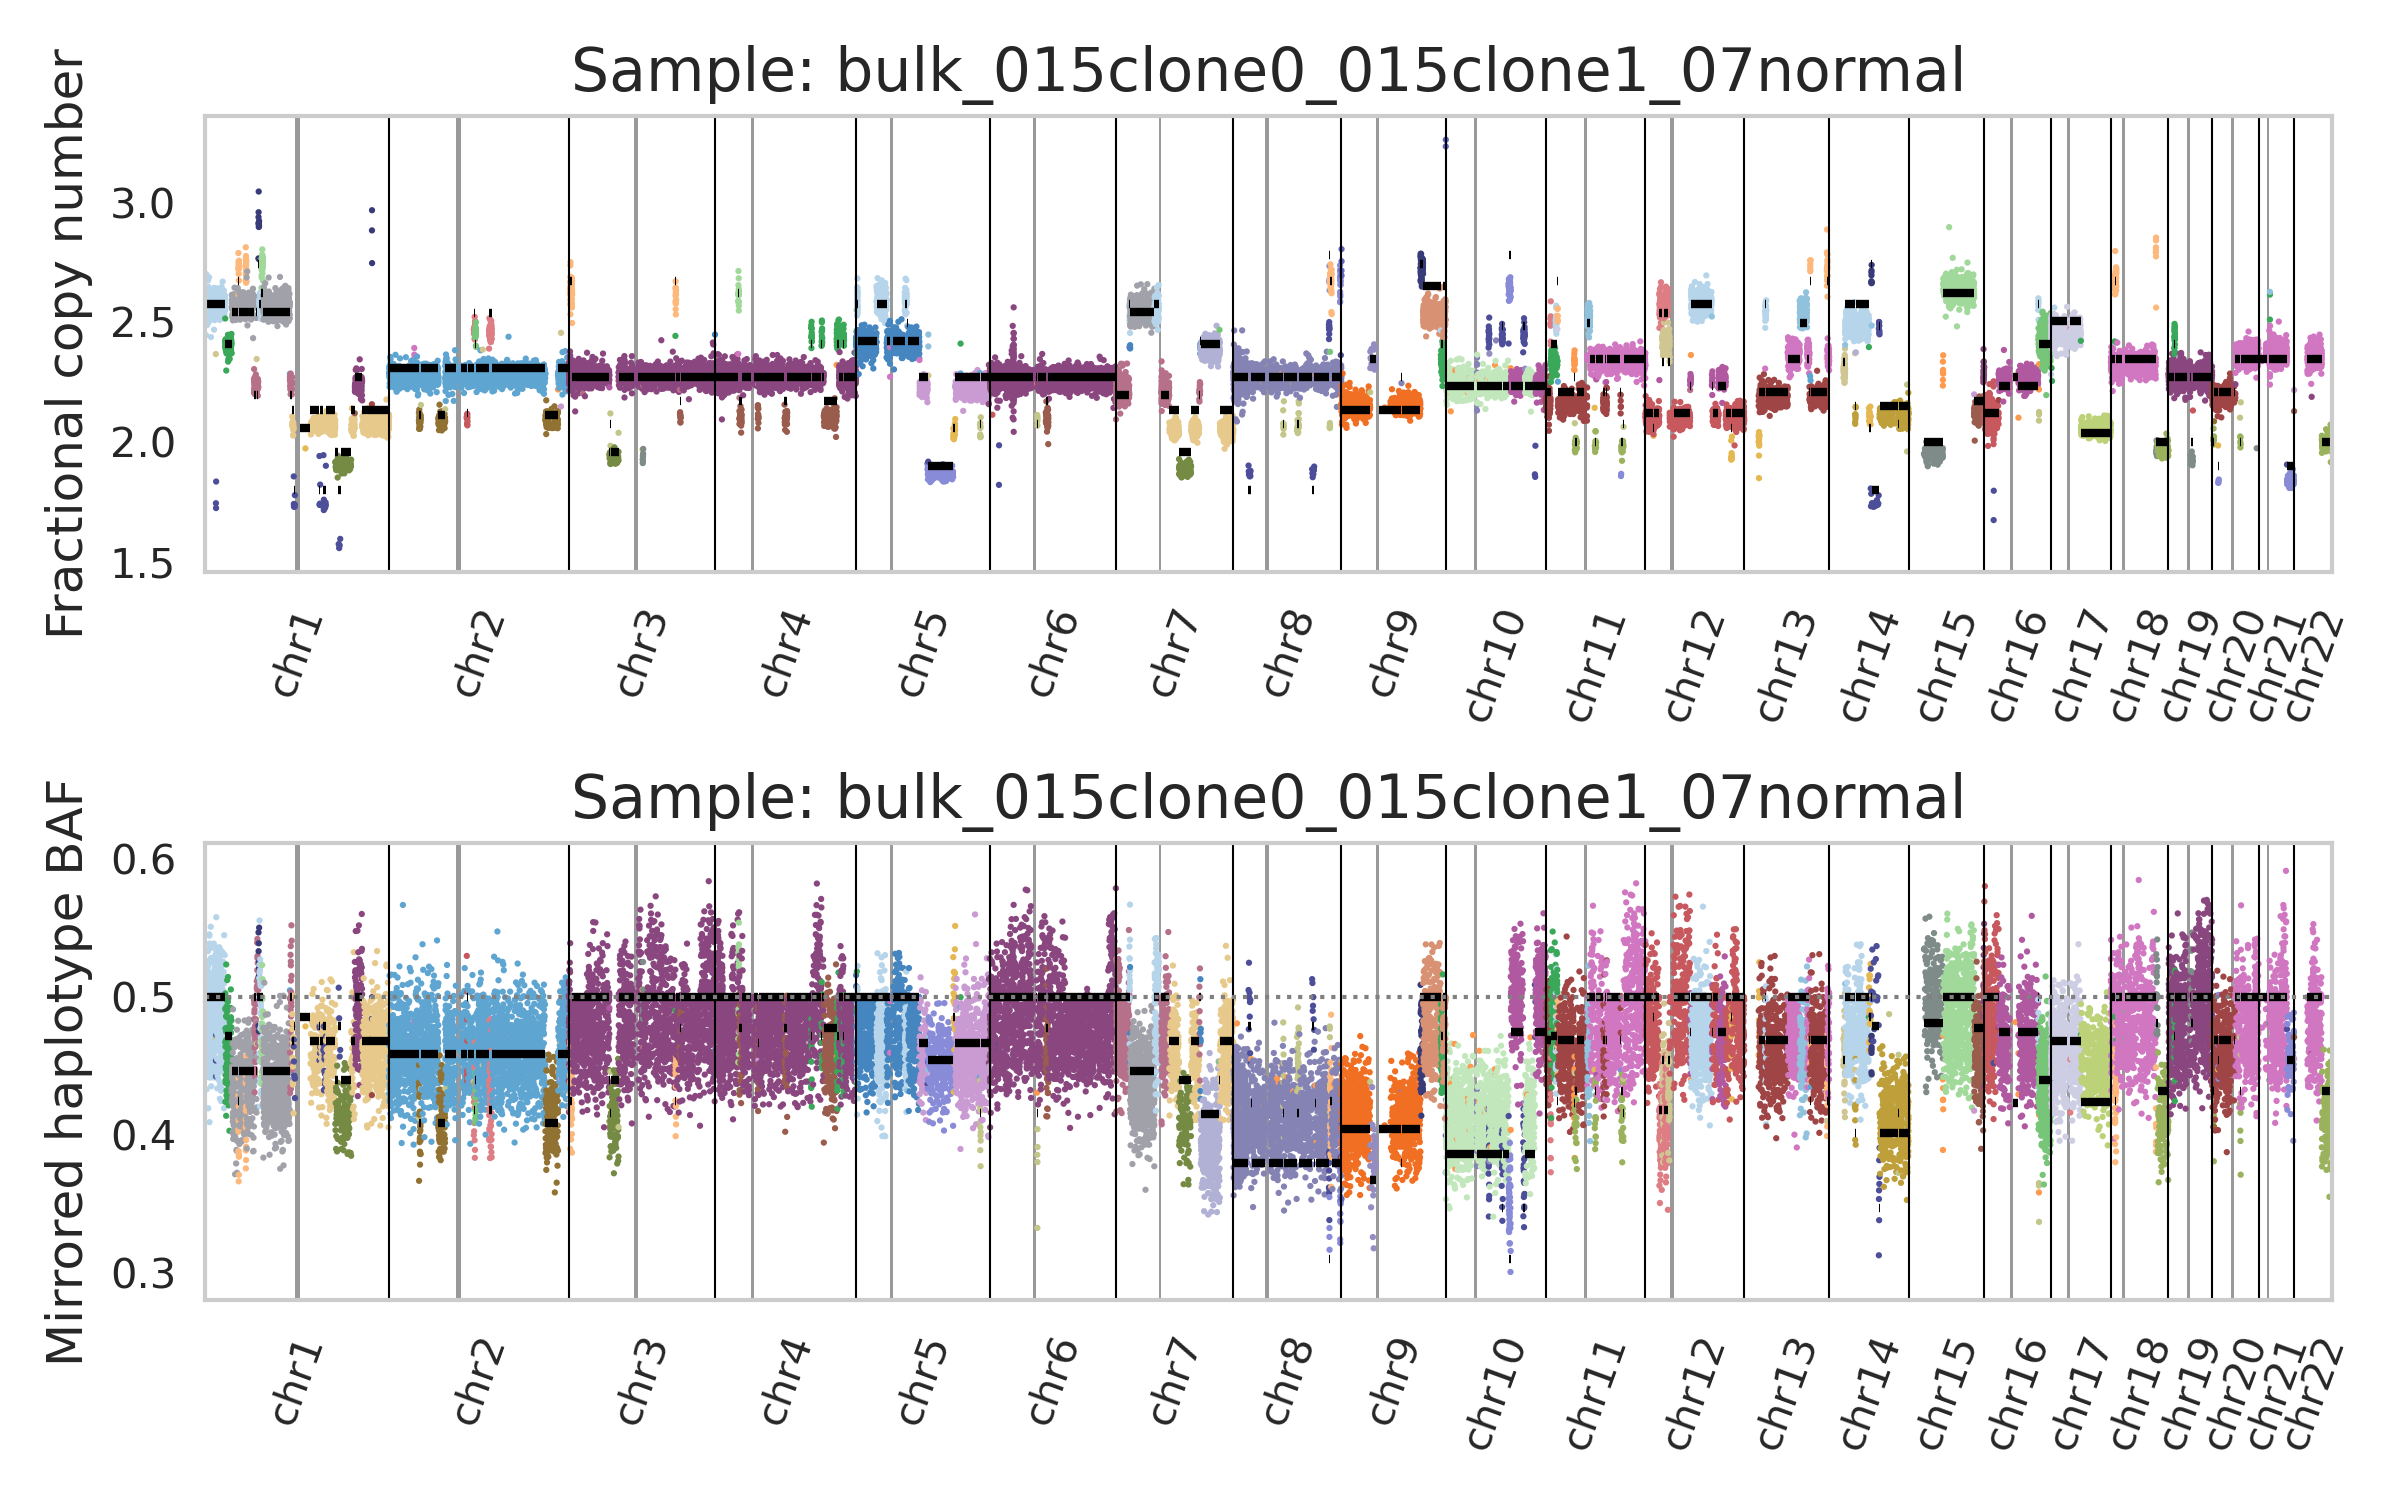 Sample: bulk_015clone0_015clone1_07normal
Fractional copy number
3.0
2.5
2.0
1.5
chr1 chr2 chr3 chr4 chr5 chr6 chr7 chr8 chr9 chr10 chr11 chr12 chr13 chr14 chr15 chr16 chr17 chr18 chr19 chr20 chr21 chr22
Sample: bulk_015clone0_015clone1_07normal
Mirrored haplotype BAF
0.6
0.5
0.4
0.3
chr1 chr2 chr3 chr4 chr5 chr6 chr7 chr8 chr9 chr10 chr11 chr12 chr13 chr14 chr15 chr16 chr17 chr18 chr19 chr20 chr21 chr22